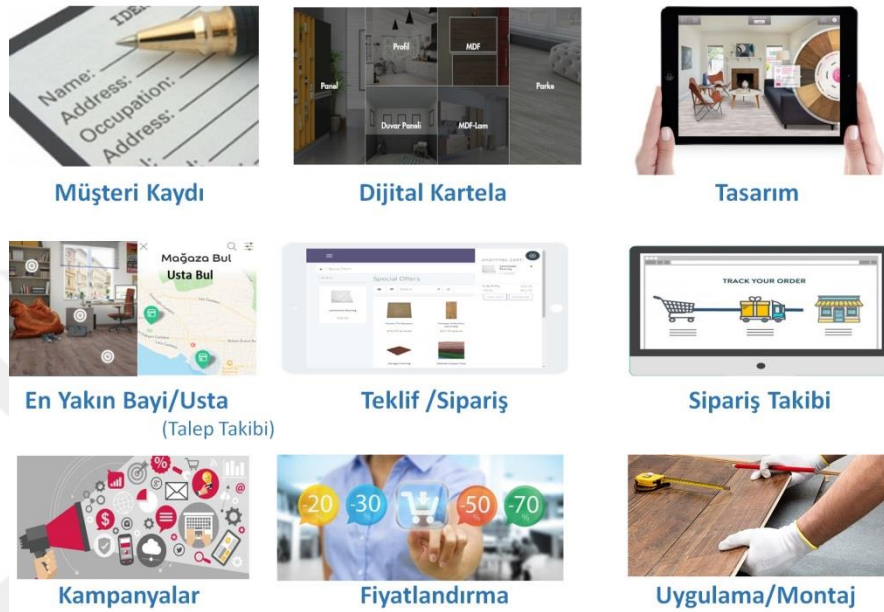 IDE
Name:
Address:
Occupation:
Address:
Müşteri Kaydı
Panel
Profil
MDF
Parke
Duvar Paneli
MDF-Lam
Dijital Kartela
Tasarım
Mağaza Bul
Usta Bul
En Yakın Bayi/Usta
(Talep Takibi)
Special Offers
Teklif /Sipariş
TRACK YOUR ORDER
Sipariş Takibi
Kampanyalar
-20
%
-30
%
-50
%
-70
%
Fiyatlandırma
Uygulama/Montaj